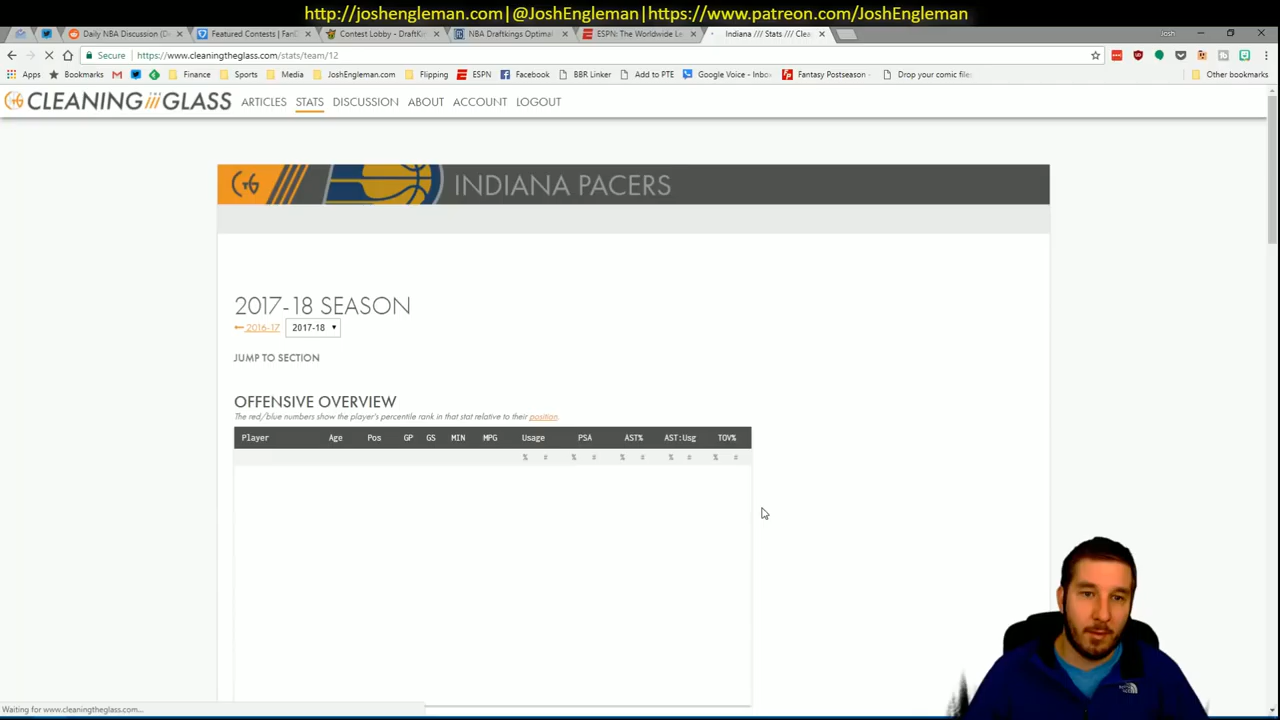 http://joshengleman.com|@JoshEngleman|https://www.patreon.com/JoshEngleman
Daily NBA Discussion (D
Featured Contests | FanD
Contest Lobby - DraftKin
NBA Draftkings Optimal
ESPN: The Worldwide Le
Indiana /// Stats /// Clea
Josh
Secure
https://www.cleaningtheglass.com/stats/team/12
Apps
Bookmarks
Finance
Sports
Media
JoshEngleman.com
Flipping
ESPN
Facebook
BBR Linker
Add to PTE
Google Voice - Inbo
Fantasy Postseason -
Drop your comic file
Other bookmarks
CLEANING THE GLASS
ARTICLES
STATS
DISCUSSION
ABOUT
ACCOUNT
LOGOUT
CTG
INDIANA PACERS
2017-18 SEASON
← 2016-17
2017-18
JUMP TO SECTION
OFFENSIVE OVERVIEW
The red/blue numbers show the player's percentile rank in that stat relative to their position.
Player Age Pos GP GS MIN MPG Usage PSA AST% AST:Usg TOV%
% # % # % # % # % #
Waiting for www.cleaningtheglass.com...